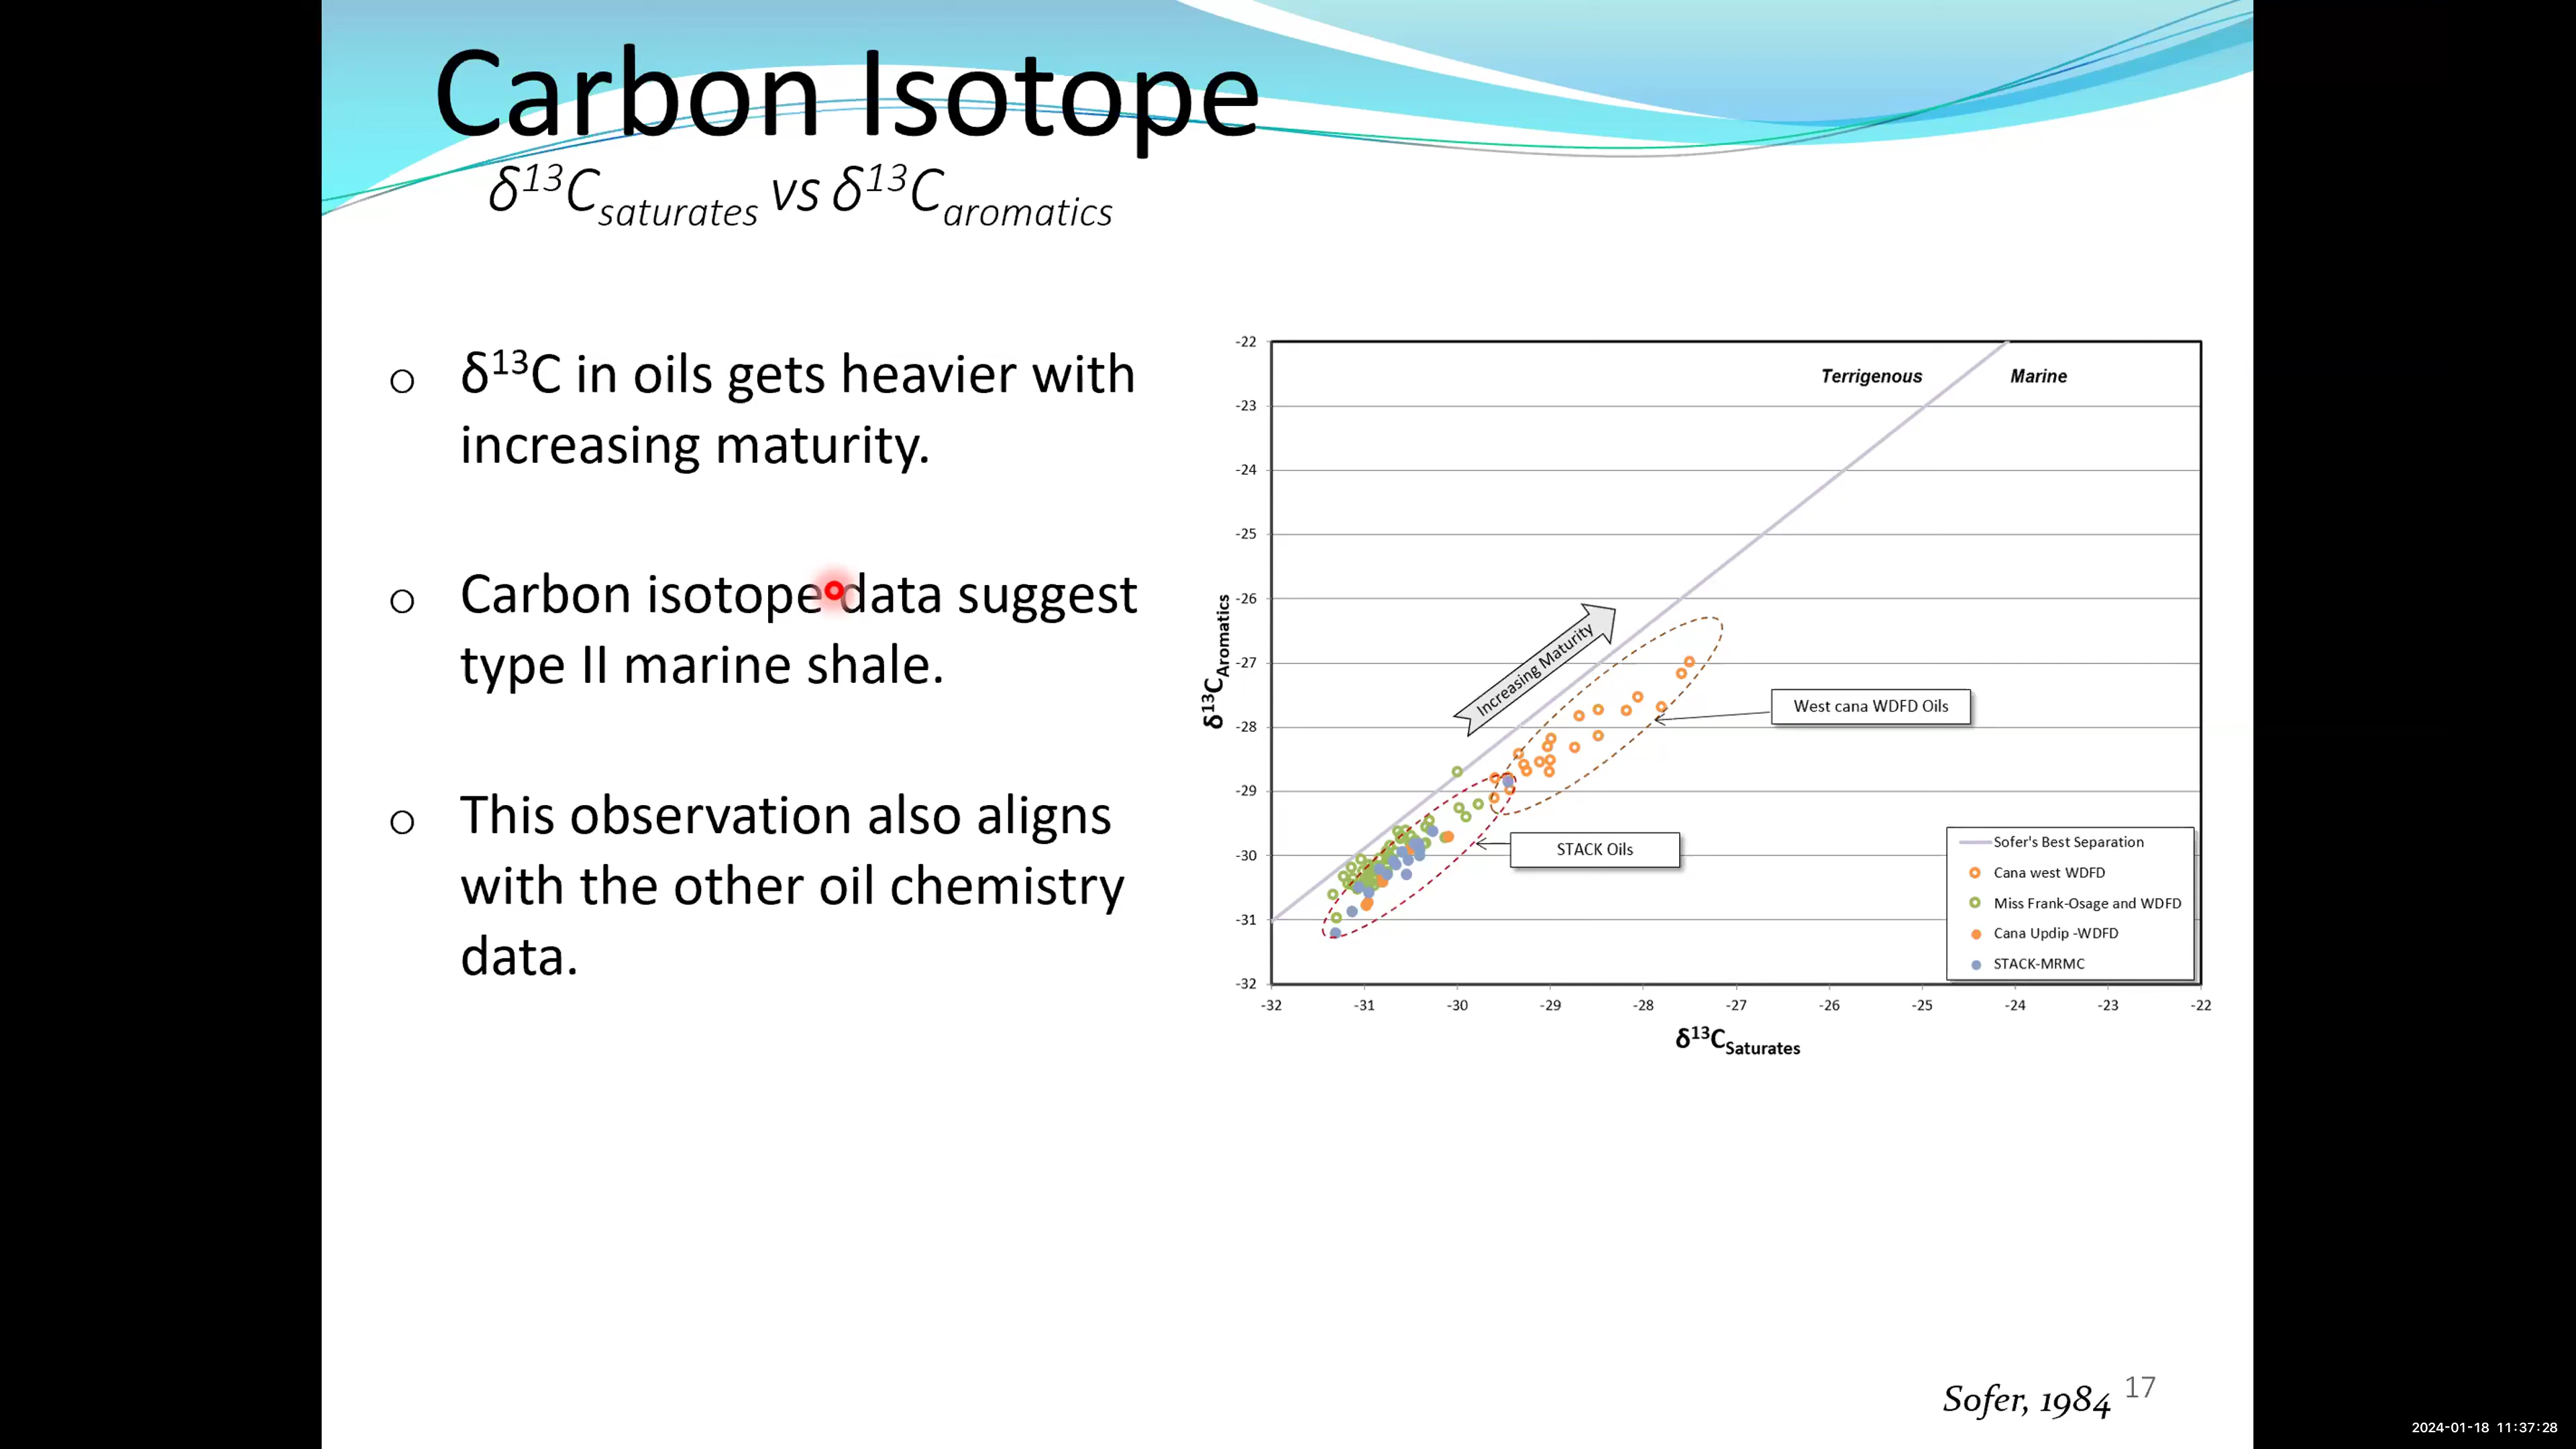 Carbon Isotope
δ¹³Csaturates vs δ¹³Caromatics
o δ¹³C in oils gets heavier with
increasing maturity.
o Carbon isotope data suggest
type II marine shale.
o This observation also aligns
with the other oil chemistry
data.
-22
-23
-24
-25
-26
-27
-28
-29
-30
-31
-32
δ¹³CAromatics
Terrigenous Marine
Increasing Maturity
West cana WDFD Oils
STACK Oils
Sofer's Best Separation
Cana west WDFD
Miss Frank-Osage and WDFD
Cana Updip -WDFD
STACK-MRMC
-32 -31 -30 -29 -28 -27 -26 -25 -24 -23 -22
δ¹³CSaturates
Sofer, 1984 17
2024-01-18 11:37:28